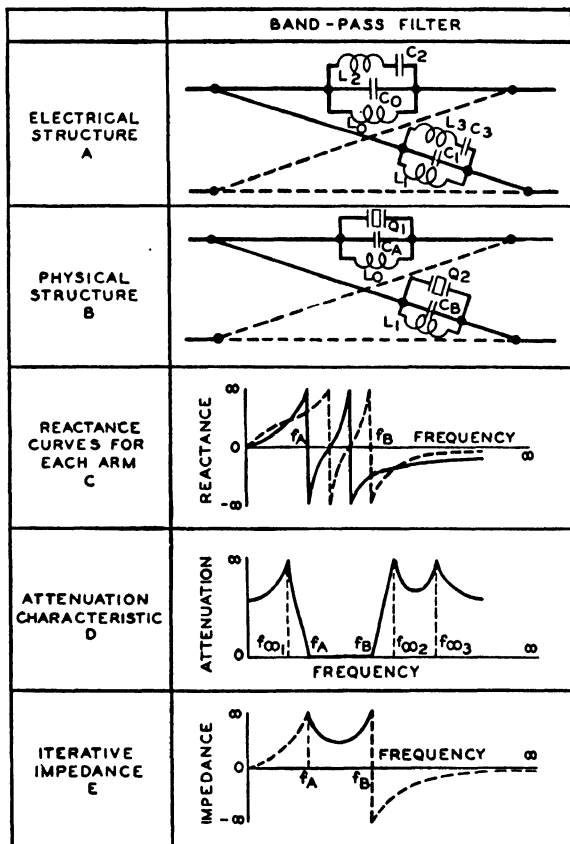 BAND-PASS FILTER
ELECTRICAL
STRUCTURE
A
L2
C2
C0
L0
L3
C3
C1
L1
PHYSICAL
STRUCTURE
B
Q1
CA
L0
Q2
CB
L1
REACTANCE
CURVES FOR
EACH ARM
C
REACTANCE
∞
0
-∞
fA
fB
FREQUENCY
∞
ATTENUATION
CHARACTERISTIC
D
ATTENUATION
∞
0
f∞1
fA
fB
f∞2
f∞3
∞
FREQUENCY
ITERATIVE
IMPEDANCE
E
IMPEDANCE
∞
0
-∞
fA
fB
FREQUENCY
∞